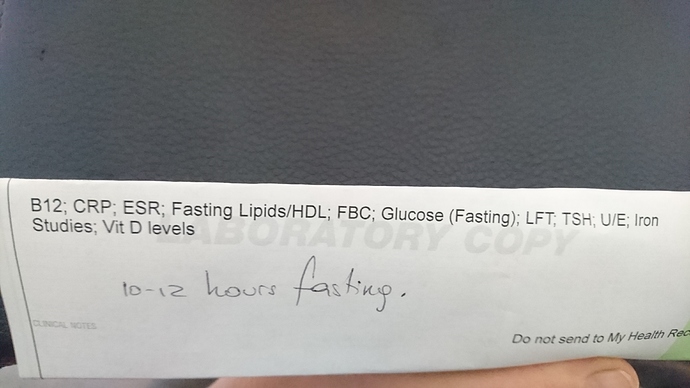 B12; CRP; ESR; Fasting Lipids/HDL; FBC; Glucose (Fasting); LFT; TSH; U/E; Iron
Studies; Vit D levels
LABORATORY COPY
10-12 hours fasting.
CLINICAL NOTES
Do not send to My Health Rec